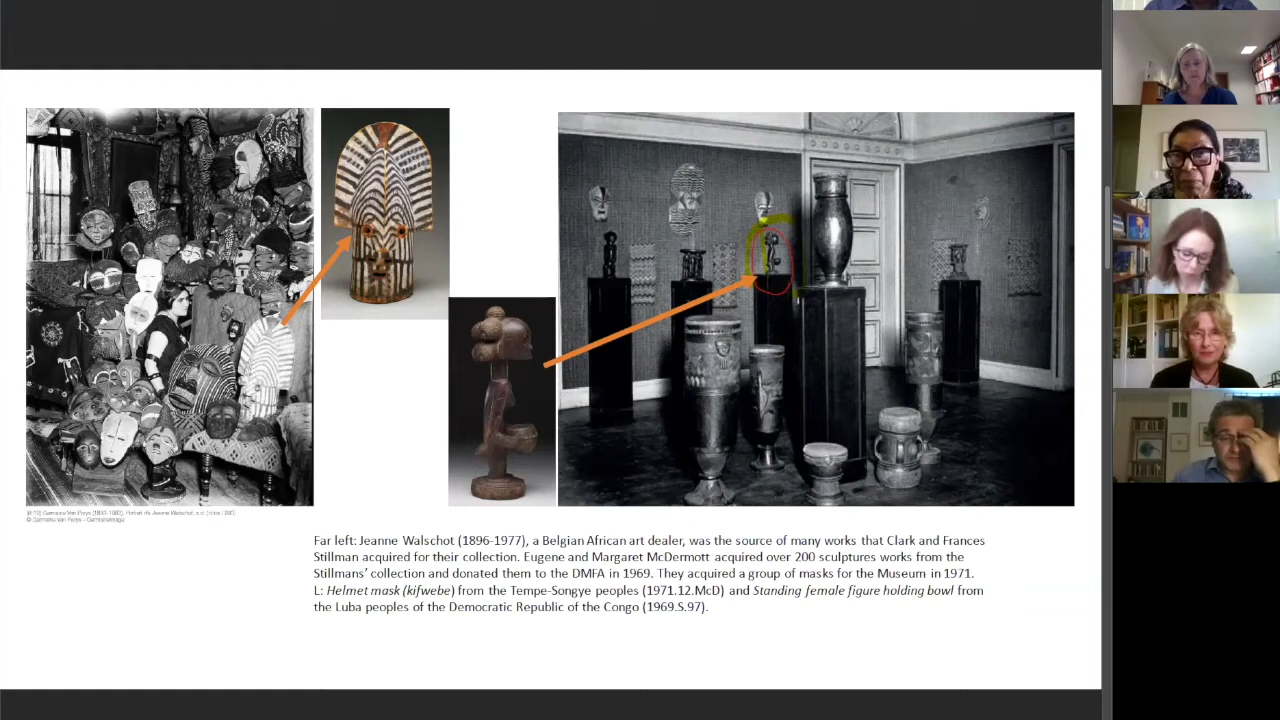 © Germaine Van Parys - Germaineimage
Far left: Jeanne Walschot (1896-1977), a Belgian African art dealer, was the source of many works that Clark and Frances
Stillman acquired for their collection. Eugene and Margaret McDermott acquired over 200 sculptures works from the
Stillmans’ collection and donated them to the DMFA in 1969. They acquired a group of masks for the Museum in 1971.
L: Helmet mask (kifwebe) from the Tempe-Songye peoples (1971.12.McD) and Standing female figure holding bowl from
the Luba peoples of the Democratic Republic of the Congo (1969.S.97).